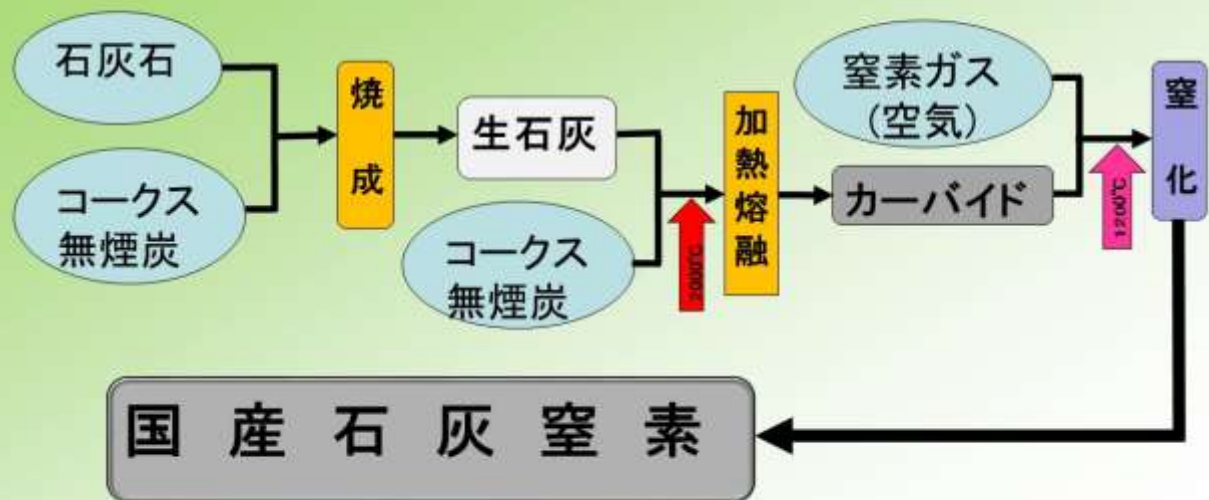 石灰石
コークス
無煙炭
焼成
生石灰
コークス
無煙炭
2000℃
加熱熔融
窒素ガス
(空気)
カーバイド
1200℃
窒化
国産石灰窒素